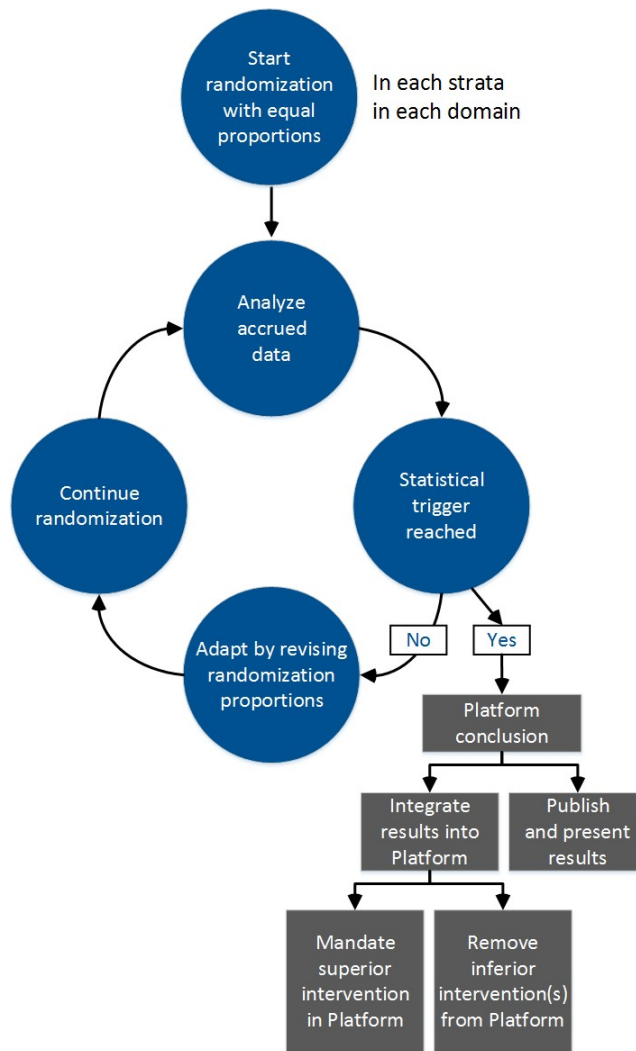 Start
randomization
with equal
proportions
In each strata
in each domain
Analyze
accrued
data
Continue
randomization
Statistical
trigger
reached
Adapt by revising
randomization
proportions
No
Yes
Platform
conclusion
Integrate
results into
Platform
Publish
and present
results
Mandate
superior
intervention
in Platform
Remove
inferior
intervention(s)
from Platform